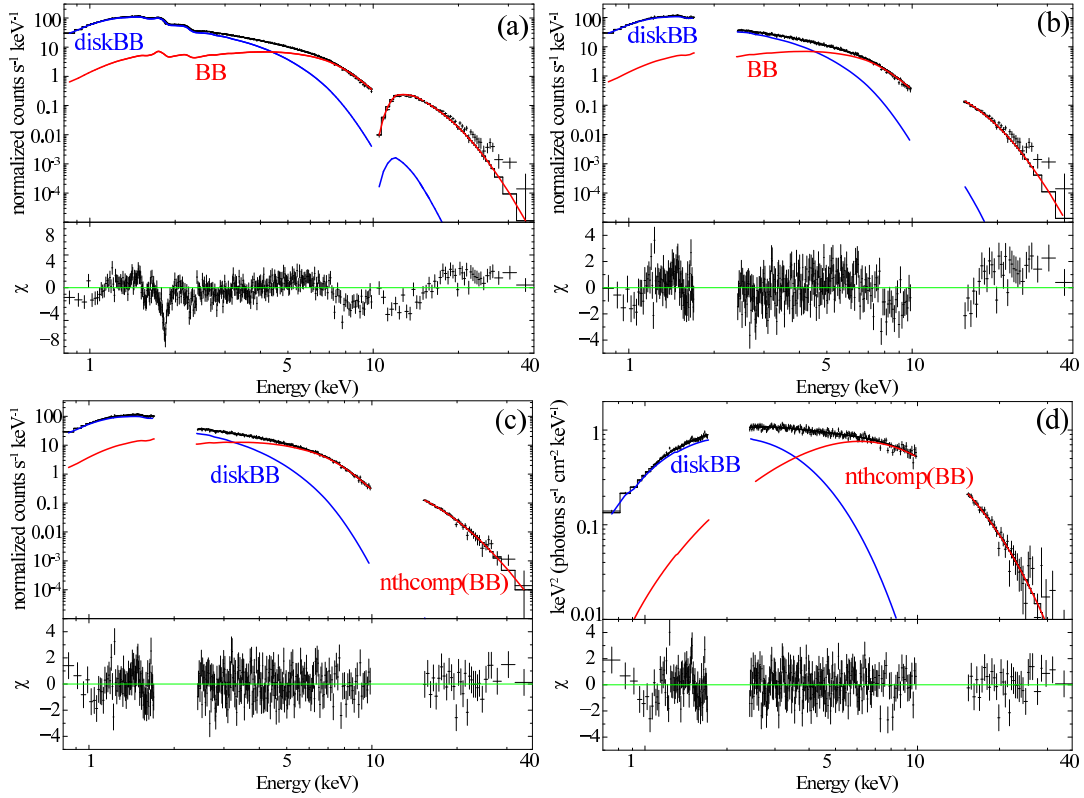 (a)
normalized counts s⁻¹ keV⁻¹
100
10
1
0.1
0.01
10⁻³
10⁻⁴
diskBB
BB
χ
8
4
0
−4
−8
1
5
10
40
Energy (keV)
(b)
normalized counts s⁻¹ keV⁻¹
100
10
1
0.1
0.01
10⁻³
10⁻⁴
diskBB
BB
χ
4
2
0
−2
−4
1
5
10
40
Energy (keV)
(c)
normalized counts s⁻¹ keV⁻¹
100
10
1
0.1
0.01
10⁻³
10⁻⁴
diskBB
nthcomp(BB)
χ
4
2
0
−2
−4
1
5
10
40
Energy (keV)
(d)
keV² (photons s⁻¹ cm⁻² keV⁻¹)
1
0.1
0.01
diskBB
nthcomp(BB)
χ
4
2
0
−2
−4
1
5
10
40
Energy (keV)